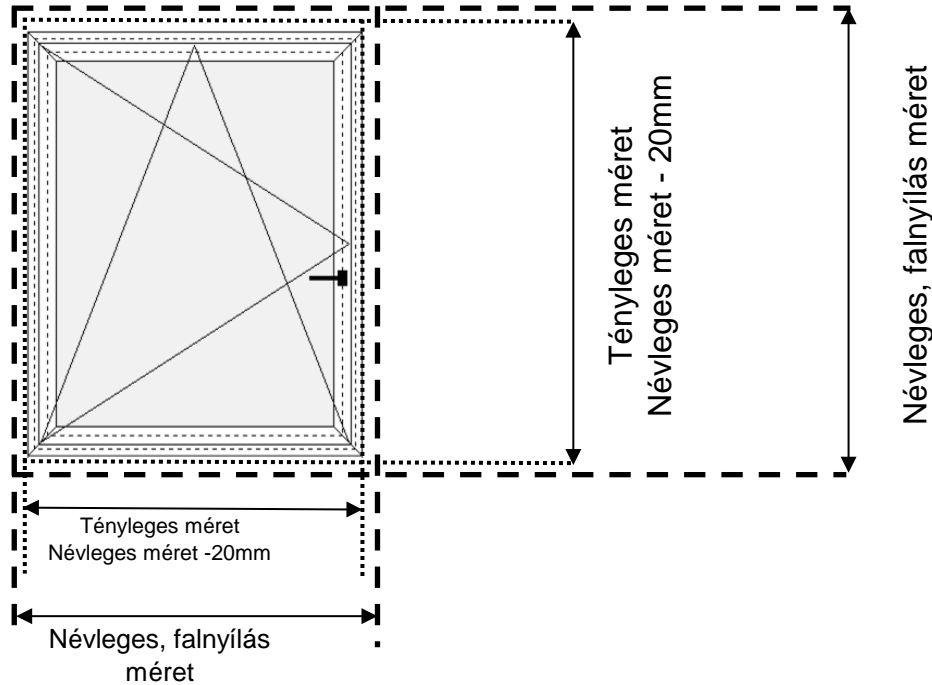 Tényleges méret
Névleges méret - 20mm
Névleges, falnyílás méret
Tényleges méret
Névleges méret -20mm
Névleges, falnyílás
méret